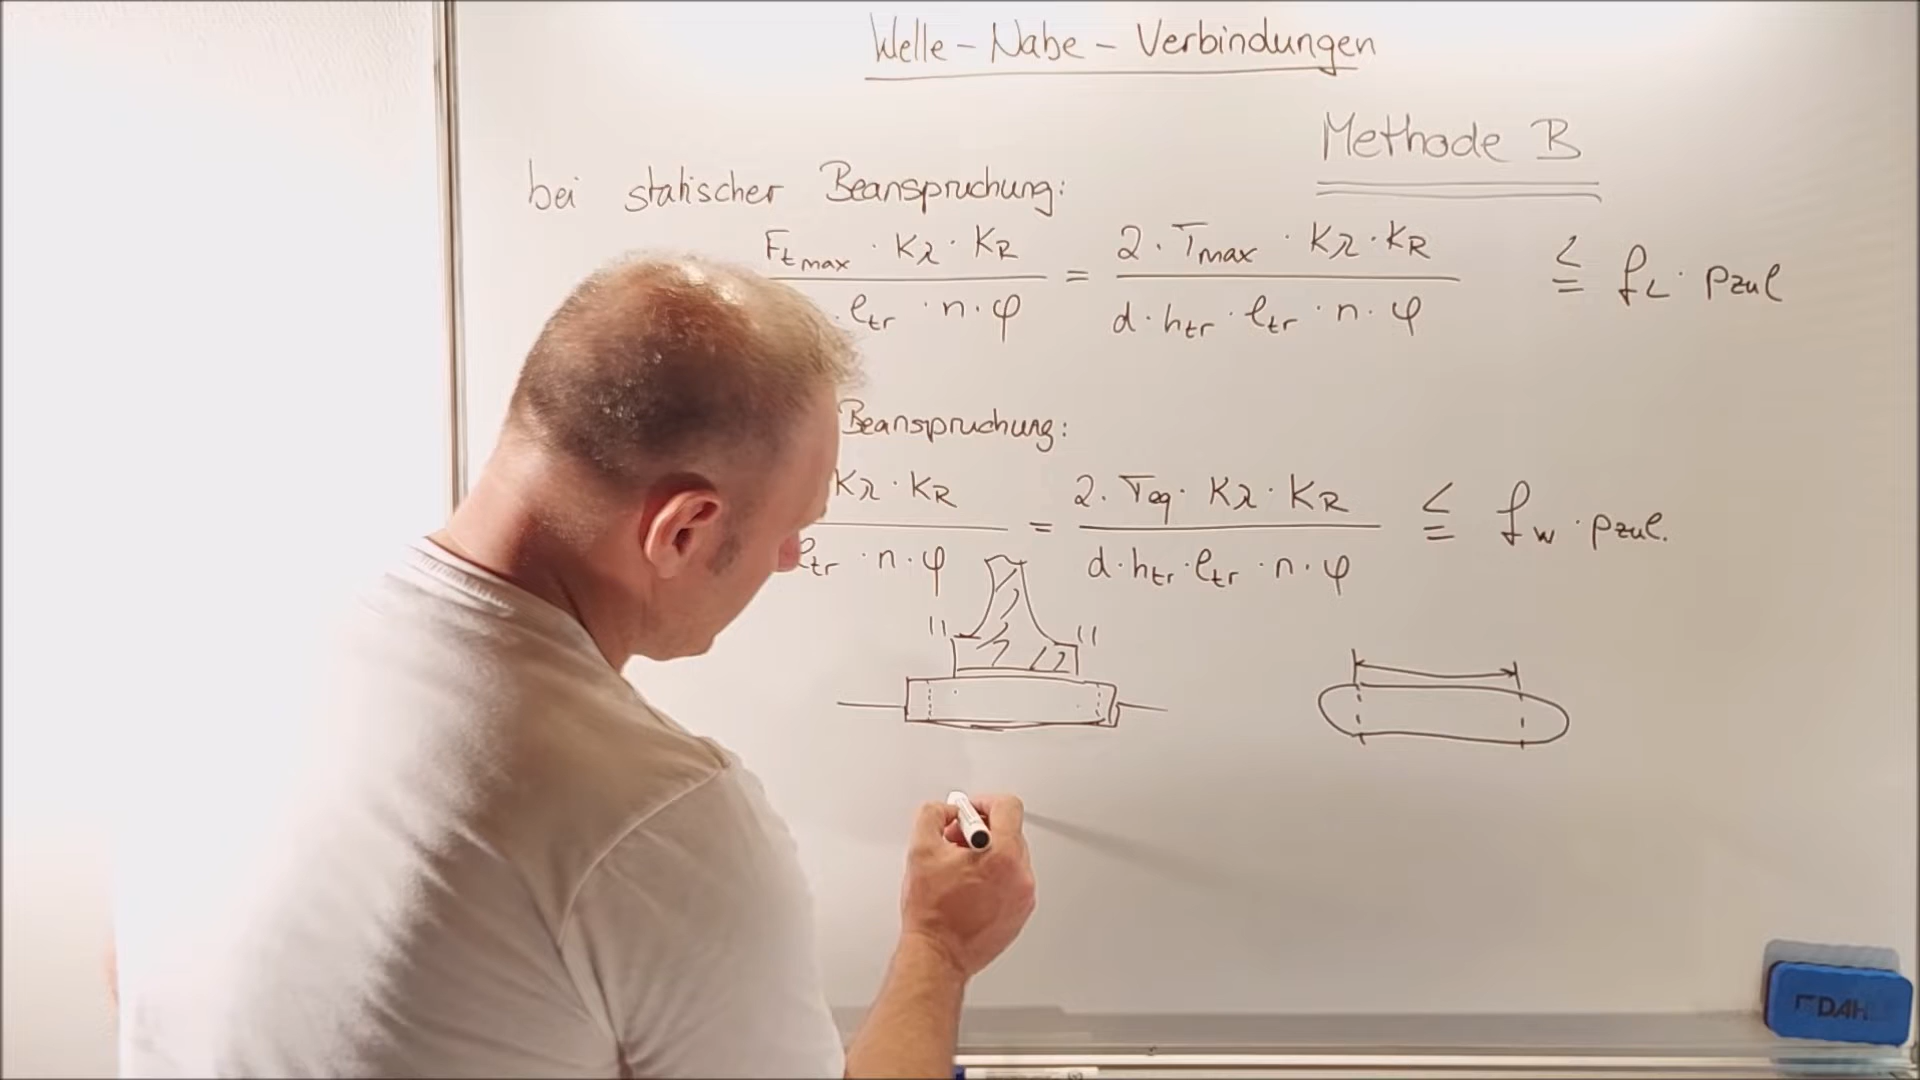 Welle - Nabe - Verbindungen
Methode B
bei statischer Beanspruchung:
Ft max · Kλ · KR = 2 · Tmax · Kλ · KR ≤ fL · pzul
· ltr · n · φ d · htr · ltr · n · φ
Beanspruchung:
Kλ · KR = 2 · Teq · Kλ · KR ≤ fw · pzul.
ltr · n · φ d · htr · ltr · n · φ
DAH